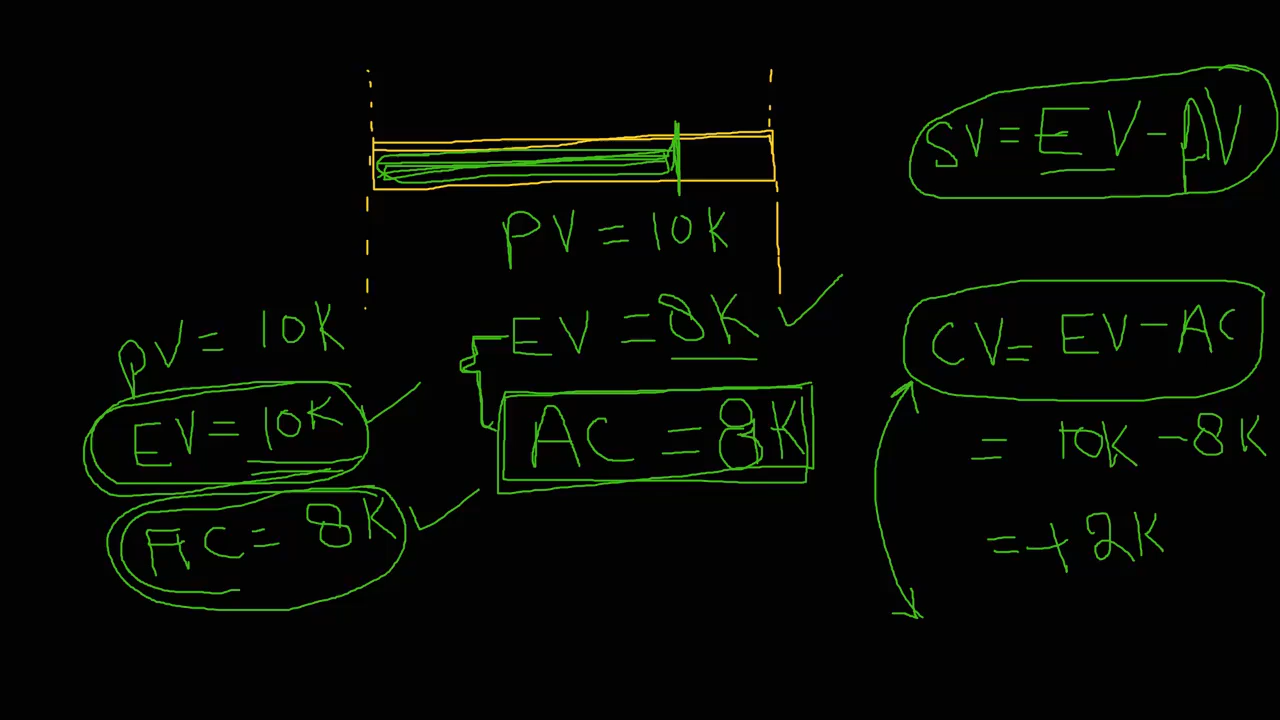 SV = EV - PV
PV = 10K
EV = 8K
AC = 8K
PV = 10K
EV = 10K
AC = 8K
CV = EV - AC
= 10K - 8K
= +2K